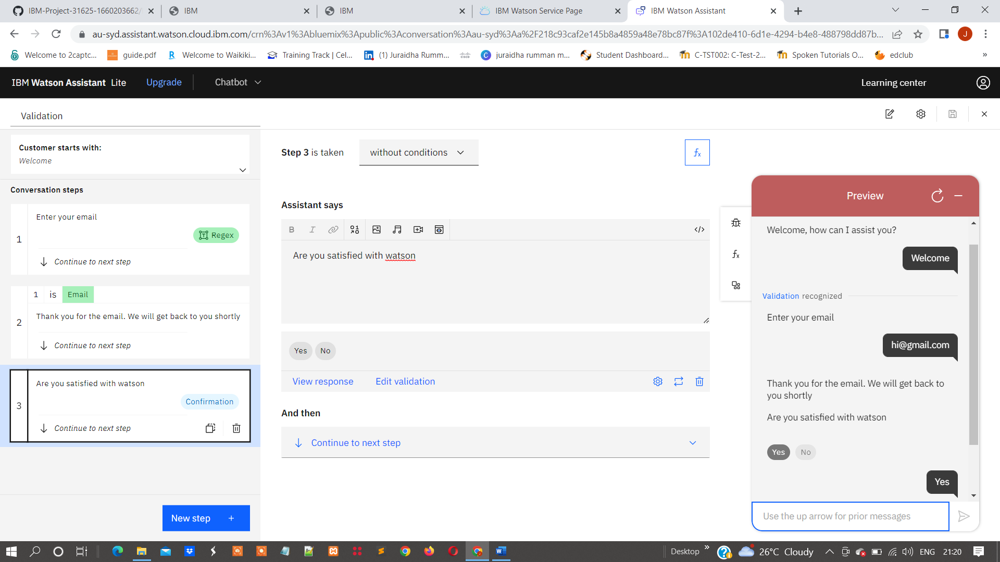 IBM-Project-31625-1660203662/
IBM
IBM
IBM Watson Service Page
IBM Watson Assistant
au-syd.assistant.watson.cloud.ibm.com/crn%3Av1%3Abluemix%3Apublic%3Aconversation%3Aau-syd%3Aa%2F218c93caf2e145b8a4859a48e78bc87f%3A102de410-6d1e-4294-b4e8-488798dd87b...
J
Welcome to 2captc...
guide.pdf
Welcome to Waikiki...
Training Track | Cel...
(1) Juraidha Rumm...
juraidha rumman m...
Student Dashboard...
C-TST002: C-Test-2...
Spoken Tutorials O...
edclub
»
IBM Watson Assistant Lite
Upgrade
Chatbot
Learning center
Validation
Customer starts with:
Welcome
Conversation steps
1
Enter your email
Regex
Continue to next step
2
1 is Email
Thank you for the email. We will get back to you shortly
Continue to next step
3
Are you satisfied with watson
Confirmation
Continue to next step
New step +
Step 3 is taken
without conditions
fx
Assistant says
B I
</>
Are you satisfied with watson
Yes No
View response
Edit validation
And then
Continue to next step
fx
Preview
Welcome, how can I assist you?
Welcome
Validation recognized
Enter your email
hi@gmail.com
Thank you for the email. We will get back to
you shortly
Are you satisfied with watson
Yes No
Yes
Use the up arrow for prior messages
Desktop »
26°C Cloudy
ENG
21:20